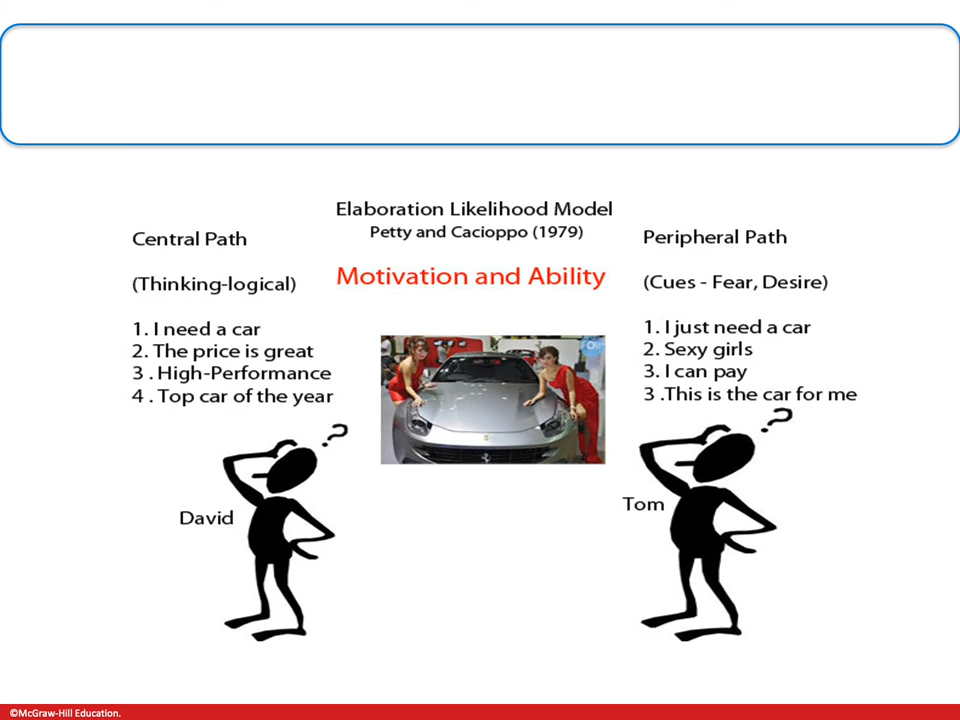 Elaboration Likelihood Model
Petty and Cacioppo (1979)
Motivation and Ability
Central Path
(Thinking-logical)
1. I need a car
2. The price is great
3 . High-Performance
4 . Top car of the year
?
David
Peripheral Path
(Cues - Fear, Desire)
1. I just need a car
2. Sexy girls
3. I can pay
3 .This is the car for me
?
Tom
©McGraw-Hill Education.